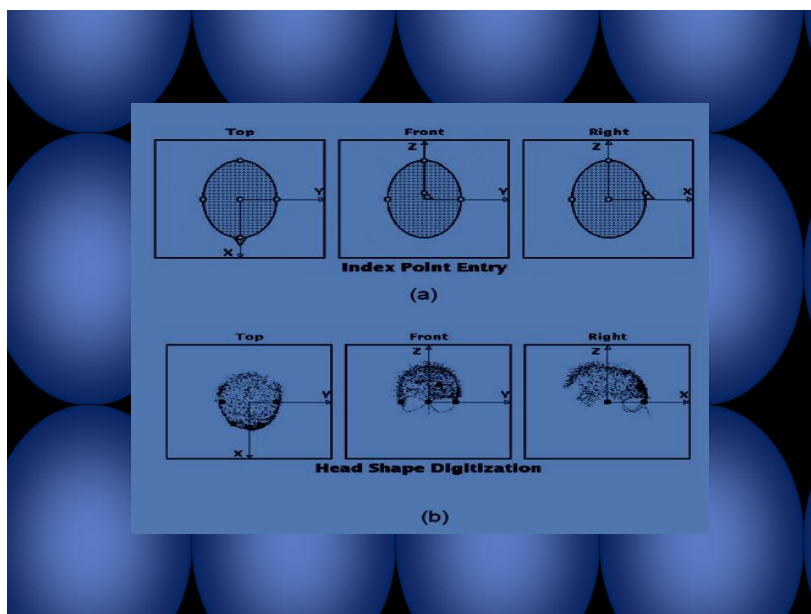 Top Front Right
Z Z
Y Y X
X
Index Point Entry
(a)
Top Front Right
Z Z
Y Y X
X
Head Shape Digitization
(b)